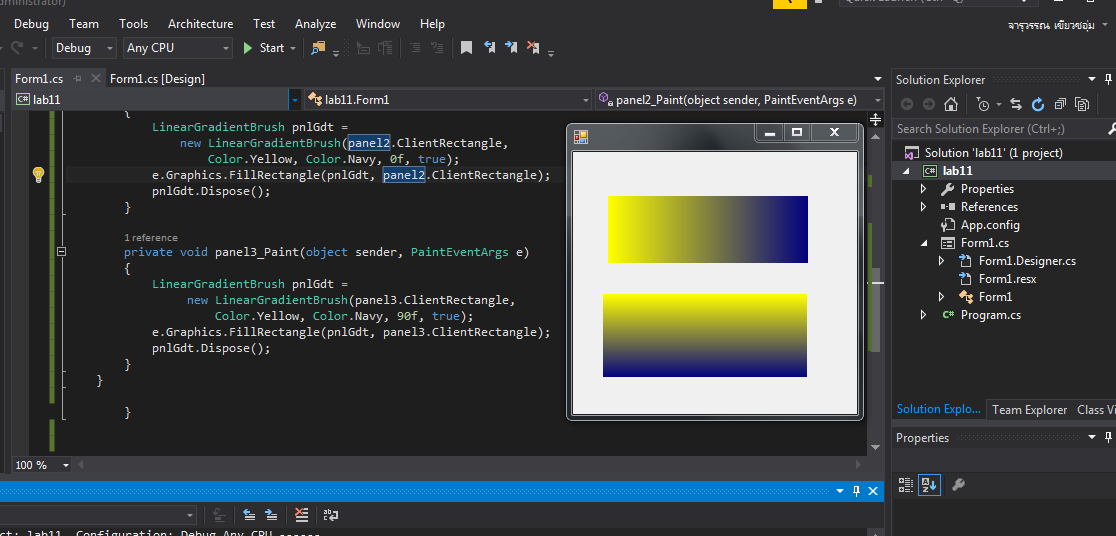 Administrator)
Quick Launch (Ctrl+Q)
Debug Team Tools Architecture Test Analyze Window Help
จารุวรรณ เขียวชอุ่ม
Debug Any CPU Start
Form1.cs Form1.cs [Design]
lab11 lab11.Form1 panel2_Paint(object sender, PaintEventArgs e)
{
LinearGradientBrush pnlGdt =
new LinearGradientBrush(panel2.ClientRectangle,
Color.Yellow, Color.Navy, 0f, true);
e.Graphics.FillRectangle(pnlGdt, panel2.ClientRectangle);
pnlGdt.Dispose();
}
1 reference
private void panel3_Paint(object sender, PaintEventArgs e)
{
LinearGradientBrush pnlGdt =
new LinearGradientBrush(panel3.ClientRectangle,
Color.Yellow, Color.Navy, 90f, true);
e.Graphics.FillRectangle(pnlGdt, panel3.ClientRectangle);
pnlGdt.Dispose();
}
}
}
100 %
Solution Explorer
Search Solution Explorer (Ctrl+;)
Solution 'lab11' (1 project)
C# lab11
Properties
References
App.config
Form1.cs
Form1.Designer.cs
Form1.resx
Form1
C# Program.cs
Solution Explo... Team Explorer Class Vi
Properties
ct: lab11, Configuration: Debug Any CPU ------